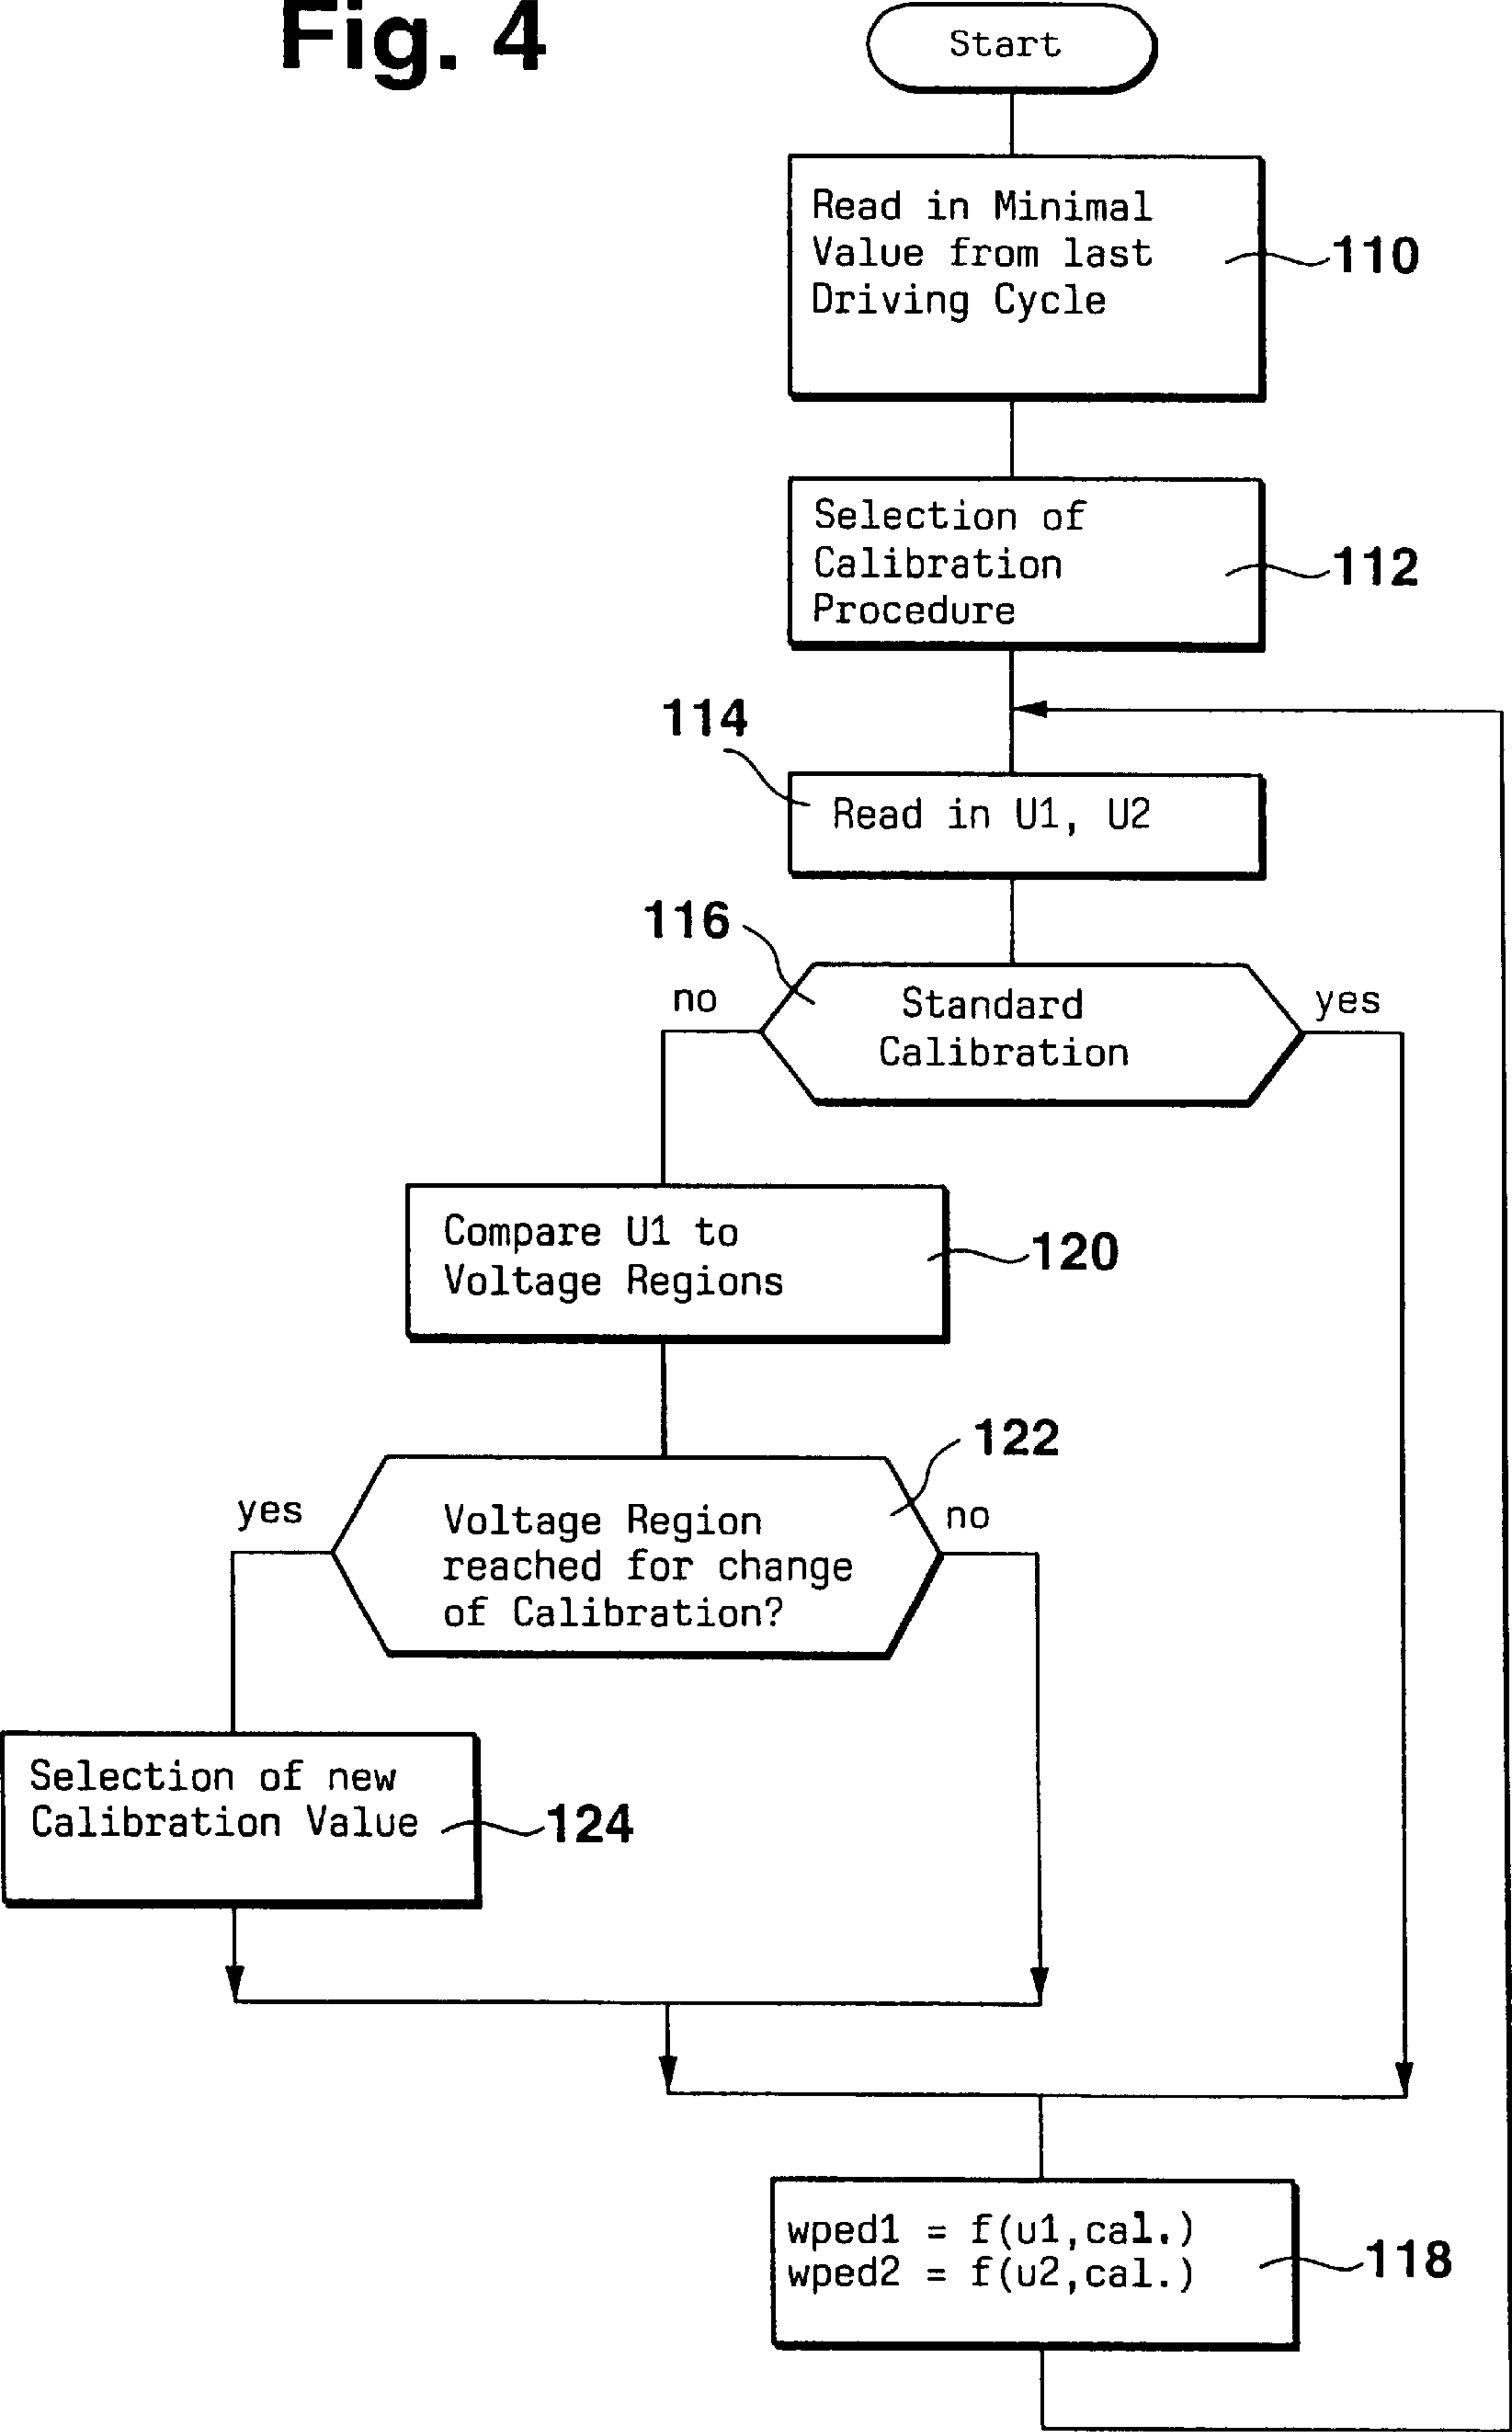 Fig. 4
Start
Read in Minimal
Value from last
Driving Cycle
110
Selection of
Calibration
Procedure
112
114
Read in U1, U2
116
no
Standard
Calibration
yes
Compare U1 to
Voltage Regions
120
122
yes
Voltage Region
reached for change
of Calibration?
no
Selection of new
Calibration Value
124
wped1 = f(u1,cal.)
wped2 = f(u2,cal.)
118